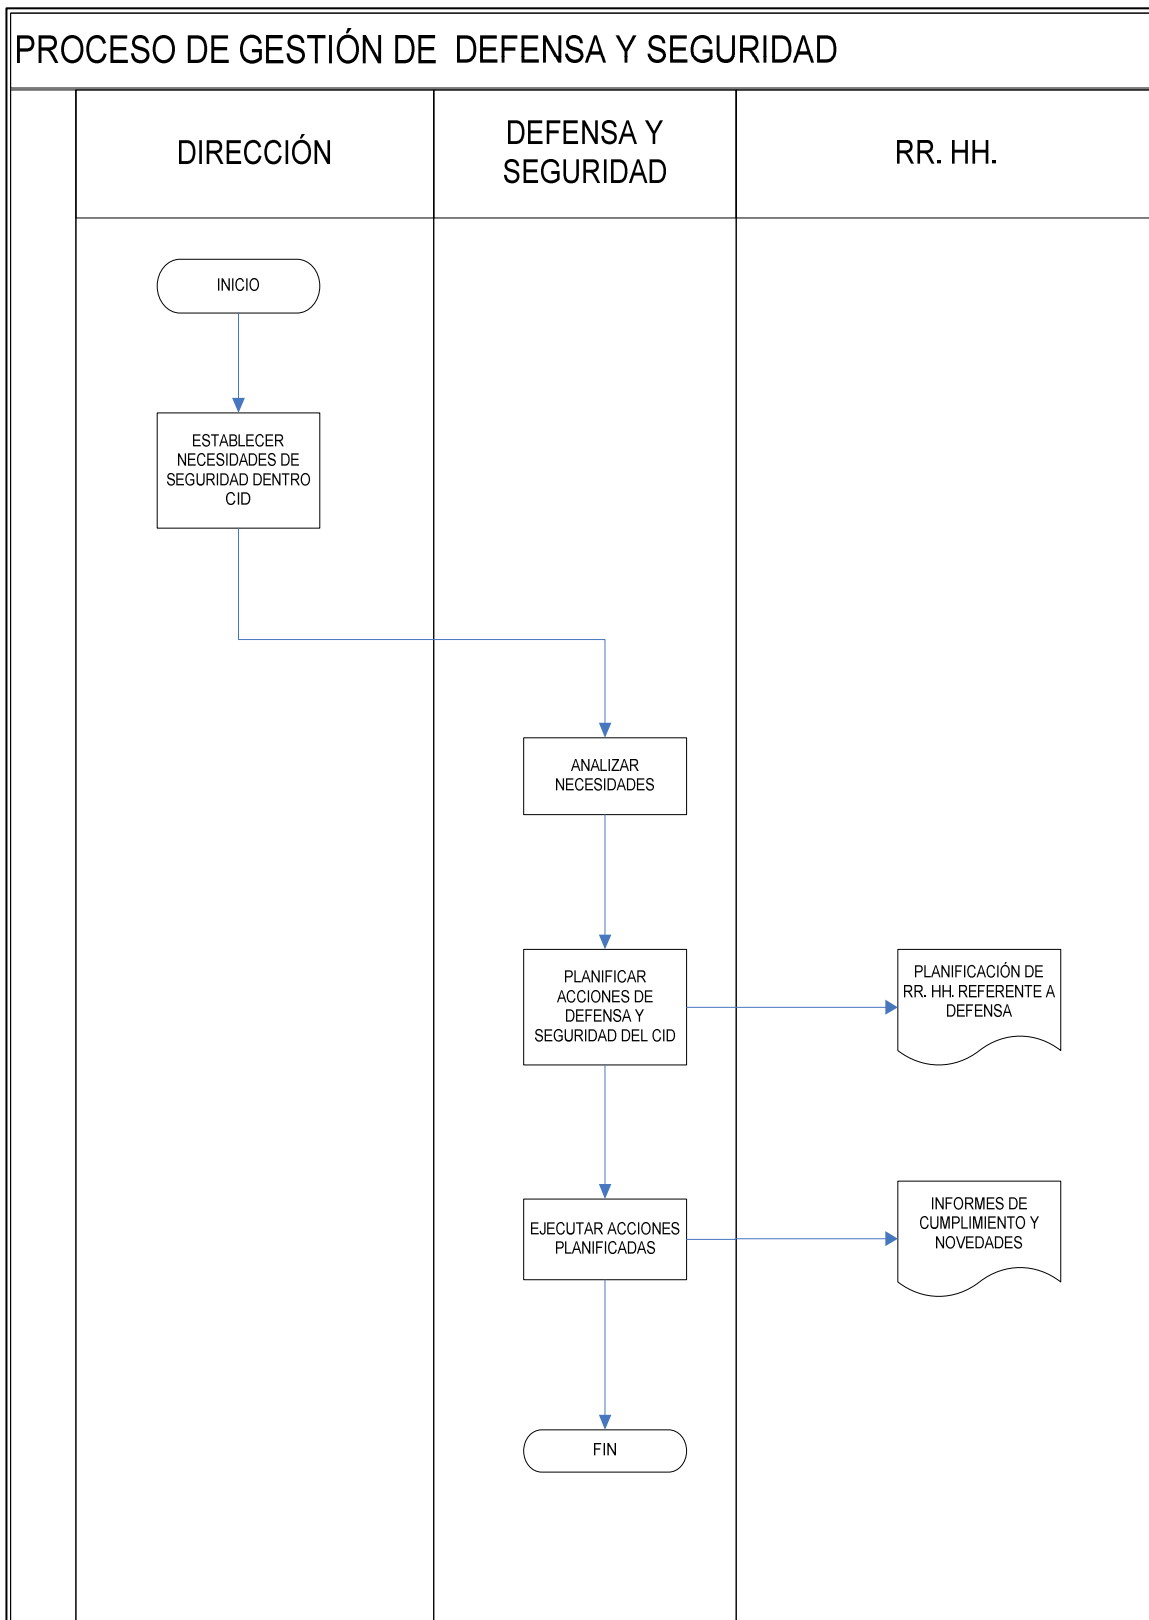 PROCESO DE GESTIÓN DE DEFENSA Y SEGURIDAD
DIRECCIÓN
DEFENSA Y
SEGURIDAD
RR. HH.
INICIO
ESTABLECER
NECESIDADES DE
SEGURIDAD DENTRO
CID
ANALIZAR
NECESIDADES
PLANIFICAR
ACCIONES DE
DEFENSA Y
SEGURIDAD DEL CID
PLANIFICACIÓN DE
RR. HH. REFERENTE A
DEFENSA
EJECUTAR ACCIONES
PLANIFICADAS
INFORMES DE
CUMPLIMIENTO Y
NOVEDADES
FIN